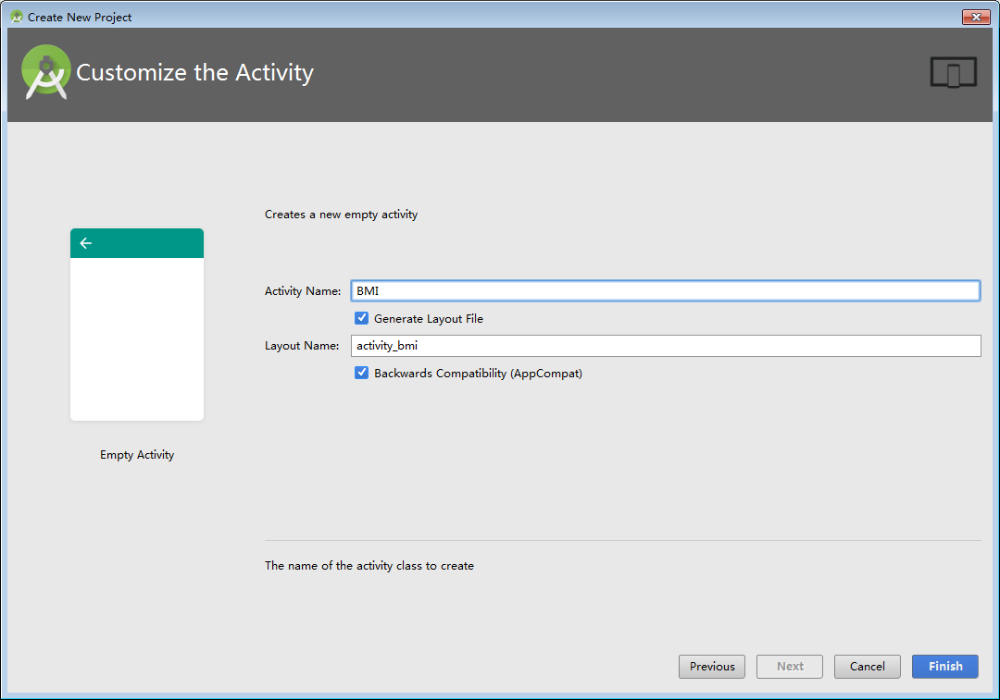 Create New Project
Customize the Activity
Creates a new empty activity
Activity Name: BMI
Generate Layout File
Layout Name: activity_bmi
Backwards Compatibility (AppCompat)
Empty Activity
The name of the activity class to create
Previous Next Cancel Finish